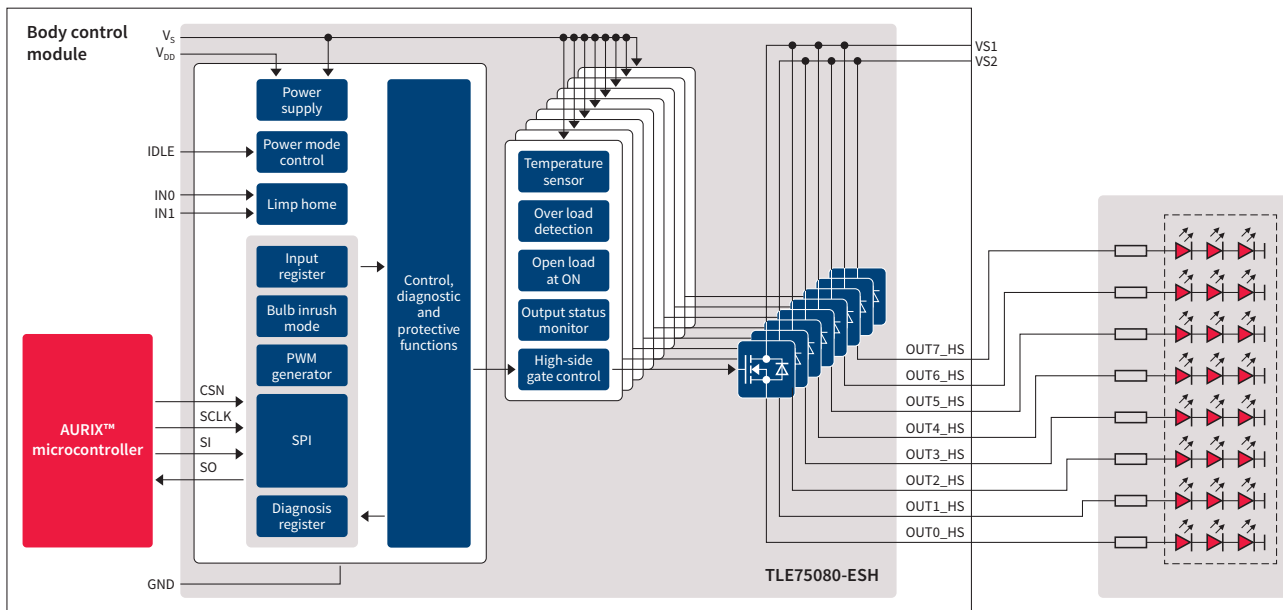 Body control
module
V_S
V_DD
VS1
VS2
Power
supply
IDLE
Power mode
control
IN0
IN1
Limp home
Input
register
Bulb inrush
mode
PWM
generator
SPI
Diagnosis
register
Control,
diagnostic
and
protective
functions
Temperature
sensor
Over load
detection
Open load
at ON
Output status
monitor
High-side
gate control
AURIX™
microcontroller
CSN
SCLK
SI
SO
GND
OUT7_HS
OUT6_HS
OUT5_HS
OUT4_HS
OUT3_HS
OUT2_HS
OUT1_HS
OUT0_HS
TLE75080-ESH